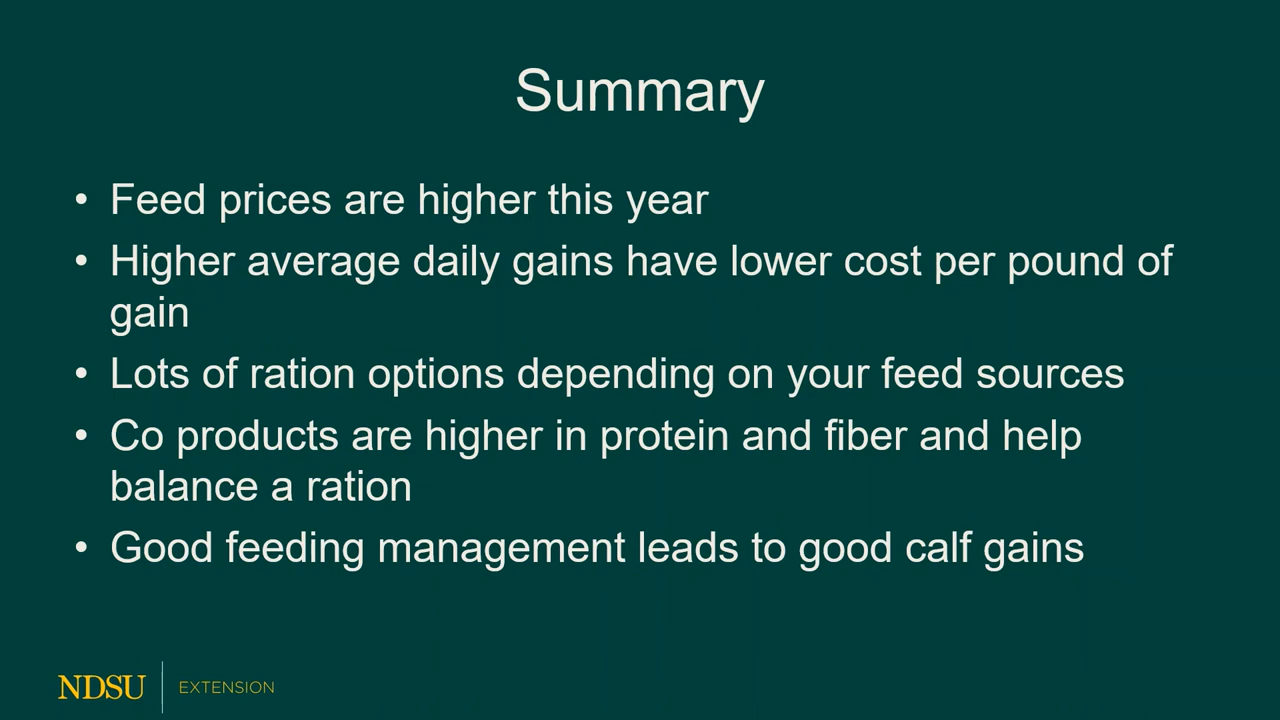 Summary
• Feed prices are higher this year
• Higher average daily gains have lower cost per pound of
gain
• Lots of ration options depending on your feed sources
• Co products are higher in protein and fiber and help
balance a ration
• Good feeding management leads to good calf gains
NDSU EXTENSION